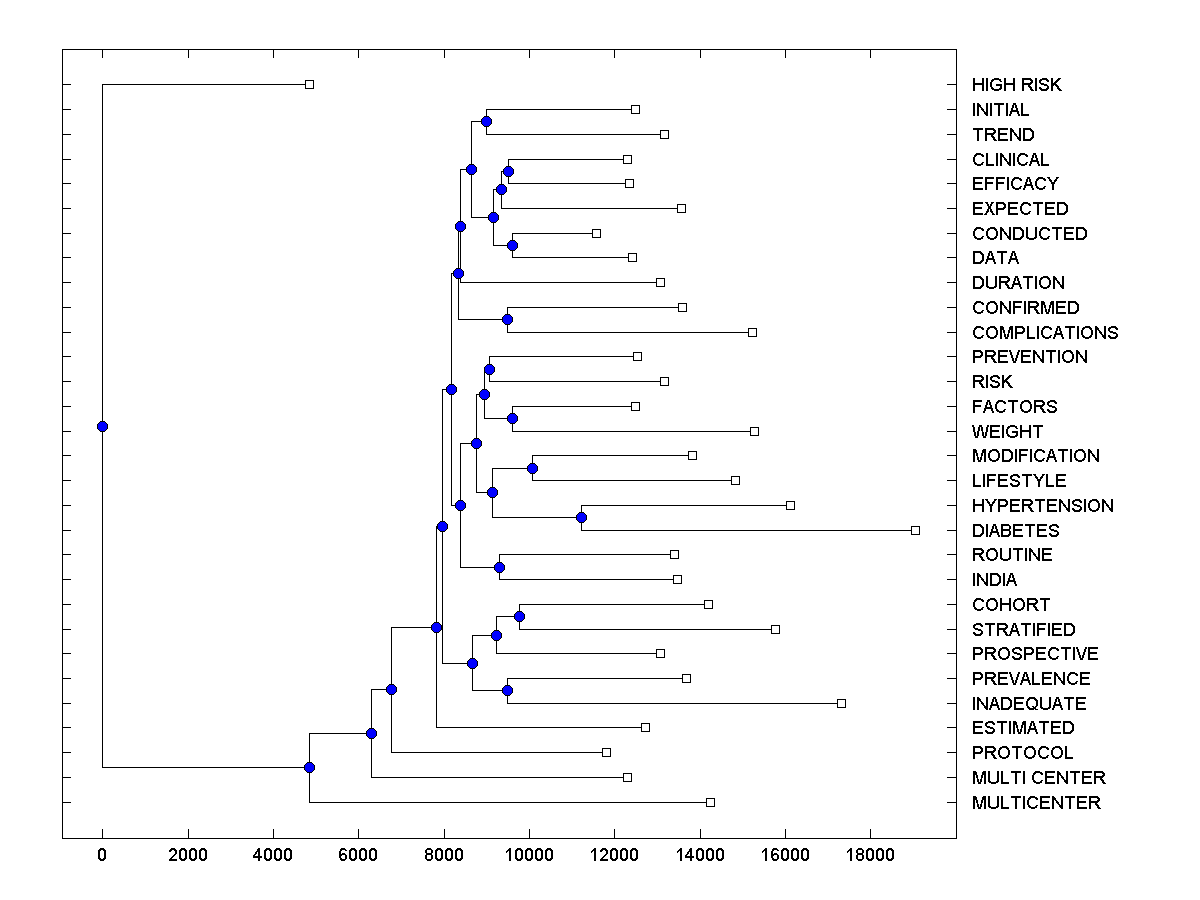 HIGH RISK
INITIAL
TREND
CLINICAL
EFFICACY
EXPECTED
CONDUCTED
DATA
DURATION
CONFIRMED
COMPLICATIONS
PREVENTION
RISK
FACTORS
WEIGHT
MODIFICATION
LIFESTYLE
HYPERTENSION
DIABETES
ROUTINE
INDIA
COHORT
STRATIFIED
PROSPECTIVE
PREVALENCE
INADEQUATE
ESTIMATED
PROTOCOL
MULTI CENTER
MULTICENTER
0 2000 4000 6000 8000 10000 12000 14000 16000 18000